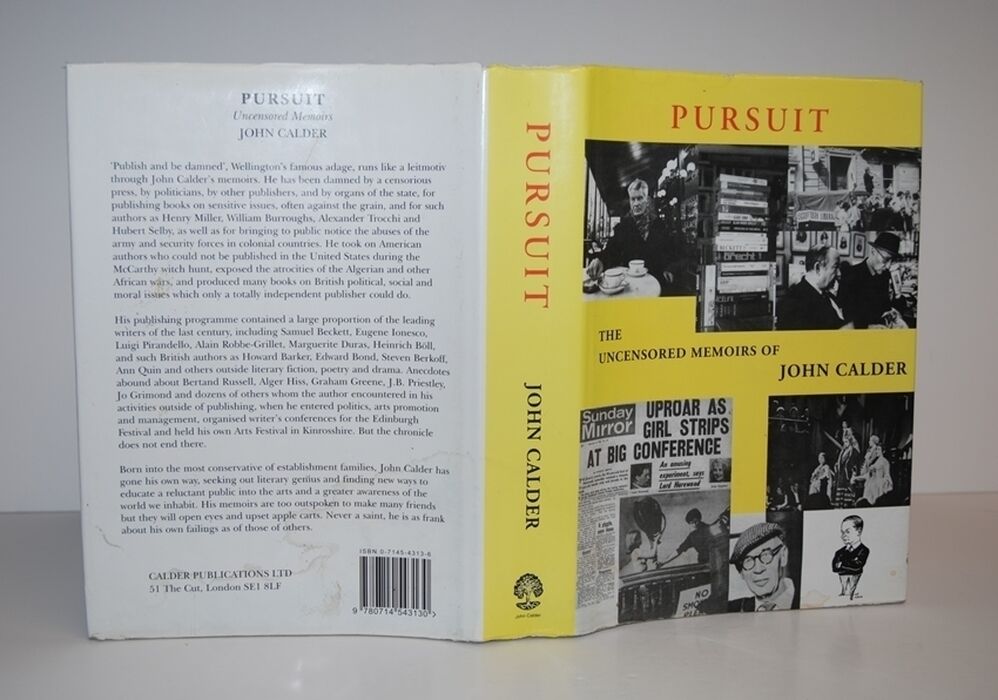 PURSUIT
Uncensored Memoirs
JOHN CALDER
'Publish and be damned', Wellington's famous adage, runs like a leitmotiv
through John Calder's memoirs. He has been damned by a censorious
press, by politicians, by other publishers, and by organs of the state, for
publishing books on sensitive issues, often against the grain, and for such
authors as Henry Miller, William Burroughs, Alexander Trocchi and
Hubert Selby, as well as for bringing to public notice the abuses of the
army and security forces in colonial countries. He took on American
authors who could not be published in the United States during the
McCarthy witch hunt, exposed the atrocities of the Algerian and other
African wars, and produced many books on British political, social and
moral issues which only a totally independent publisher could do.
His publishing programme contained a large proportion of the leading
writers of the last century, including Samuel Beckett, Eugene Ionesco,
Luigi Pirandello, Alain Robbe-Grillet, Marguerite Duras, Heinrich Böll,
and such British authors as Howard Barker, Edward Bond, Steven Berkoff,
Ann Quin and others outside literary fiction, poetry and drama. Anecdotes
abound about Bertrand Russell, Alger Hiss, Graham Greene, J.B. Priestley,
Jo Grimond and dozens of others whom the author encountered in his
activities outside of publishing, when he entered politics, arts promotion
and management, organised writer's conferences for the Edinburgh
Festival and held his own Arts Festival in Kinrosshire. But the chronicle
does not end there.
Born into the most conservative of establishment families, John Calder has
gone his own way, seeking out literary genius and finding new ways to
educate a reluctant public into the arts and a greater awareness of the
world we inhabit. His memoirs are too outspoken to make many friends
but they will open eyes and upset apple carts. Never a saint, he is as frank
about his own failings as of those of others.
CALDER PUBLICATIONS LTD
51 The Cut, London SE1 8LF
ISBN 0-7145-4313-6
9 780714 543130 >
PURSUIT
JOHN CALDER
John Calder
PURSUIT
brecht
BECKETT
THE
UNCENSORED MEMOIRS OF
JOHN CALDER
Sunday
Mirror
UPROAR AS
GIRL STRIPS
AT BIG CONFERENCE
An amusing
experiment, says
Lord Harewood
NO